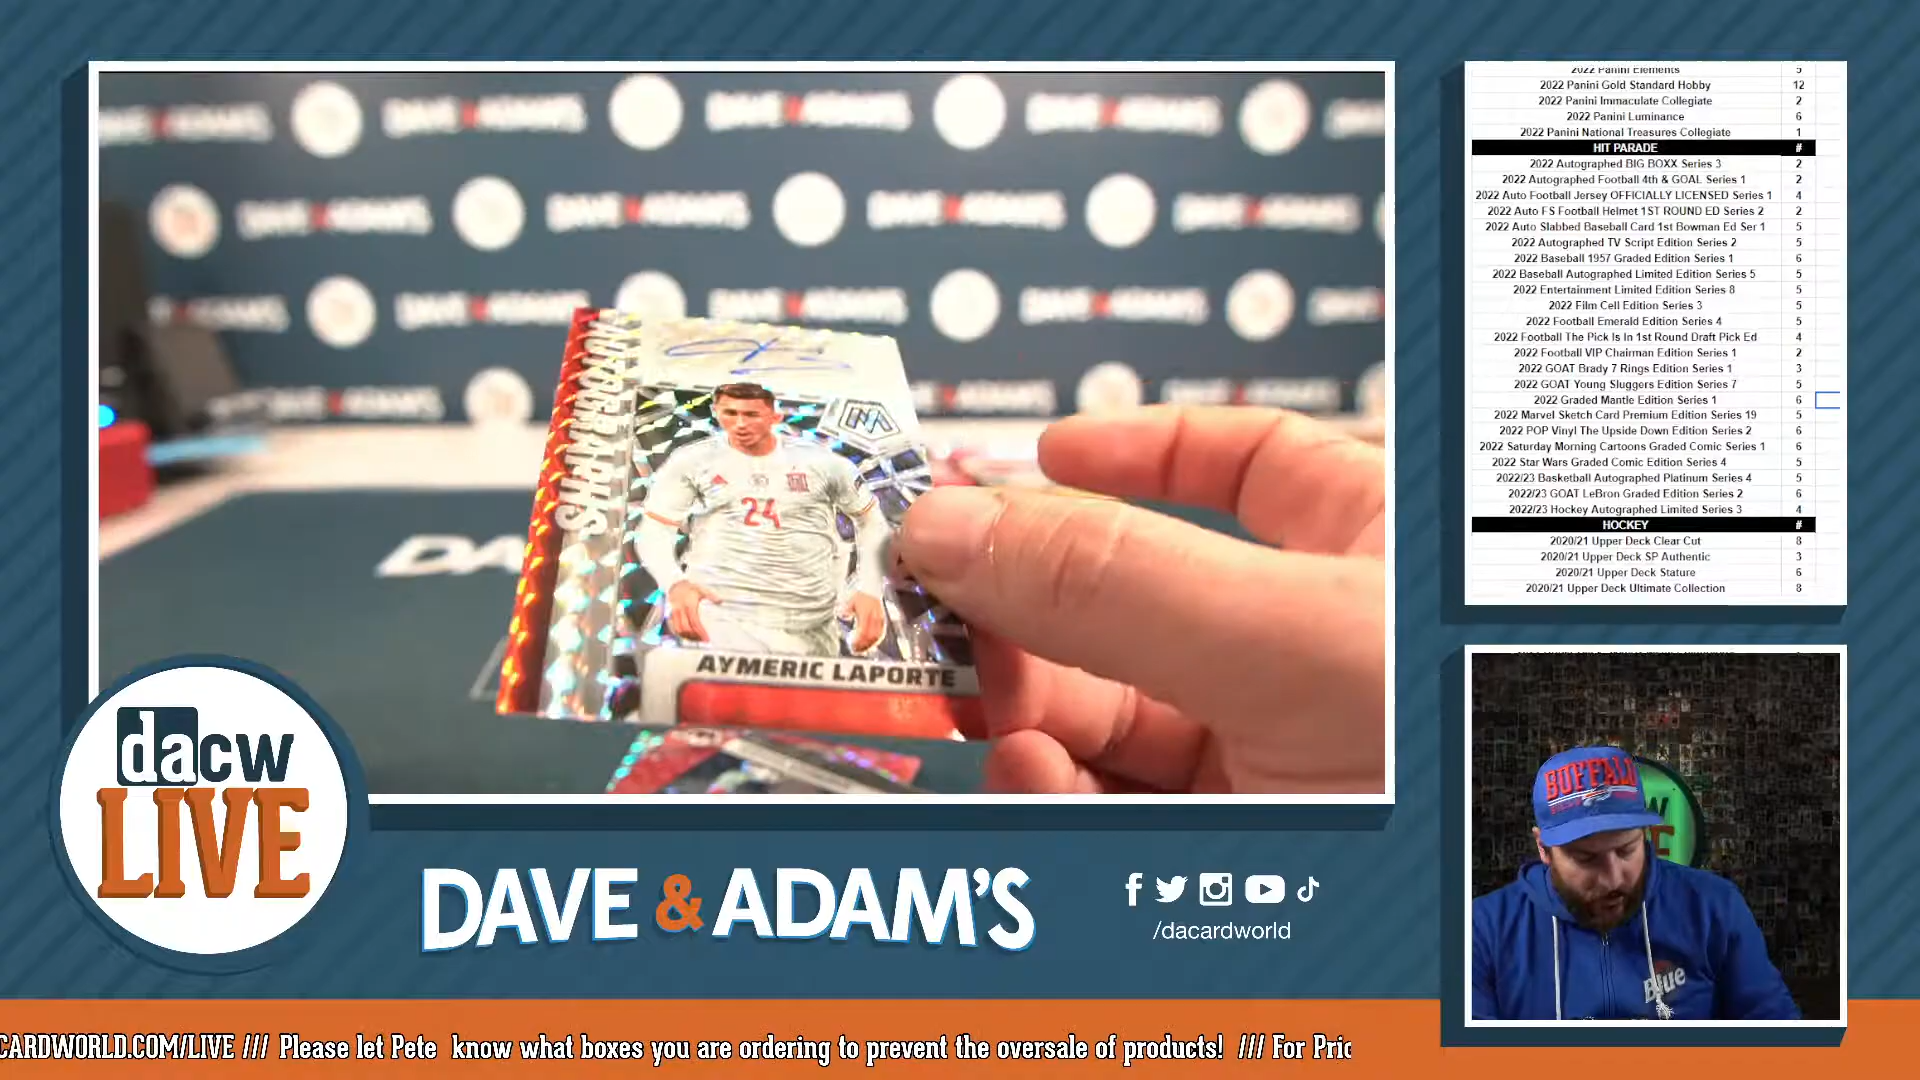 AUTOGRAPHS
24
AYMERIC LAPORTE
DAVE & ADAM'S
dacw
LIVE
DAVE & ADAM'S
/dacardworld
CARDWORLD.COM/LIVE /// Please let Pete know what boxes you are ordering to prevent the oversale of products! /// For Pric
2022 Panini Elements 5
2022 Panini Gold Standard Hobby 12
2022 Panini Immaculate Collegiate 2
2022 Panini Luminance 6
2022 Panini National Treasures Collegiate 1
HIT PARADE #
2022 Autographed BIG BOXX Series 3 2
2022 Autographed Football 4th & GOAL Series 1 2
2022 Auto Football Jersey OFFICIALLY LICENSED Series 1 4
2022 Auto FS Football Helmet 1ST ROUND ED Series 2 2
2022 Auto Slabbed Baseball Card 1st Bowman Ed Ser 1 5
2022 Autographed TV Script Edition Series 2 5
2022 Baseball 1957 Graded Edition Series 1 6
2022 Baseball Autographed Limited Edition Series 5 5
2022 Entertainment Limited Edition Series 8 5
2022 Film Cell Edition Series 3 5
2022 Football Emerald Edition Series 4 5
2022 Football The Pick Is In 1st Round Draft Pick Ed 4
2022 Football VIP Chairman Edition Series 1 2
2022 GOAT Brady 7 Rings Edition Series 1 3
2022 GOAT Young Sluggers Edition Series 7 5
2022 Graded Mantle Edition Series 1 6
2022 Marvel Sketch Card Premium Edition Series 19 5
2022 POP Vinyl The Upside Down Edition Series 2 6
2022 Saturday Morning Cartoons Graded Comic Series 1 6
2022 Star Wars Graded Comic Edition Series 4 5
2022/23 Basketball Autographed Platinum Series 4 5
2022/23 GOAT LeBron Graded Edition Series 2 6
2022/23 Hockey Autographed Limited Series 3 4
HOCKEY #
2020/21 Upper Deck Clear Cut 8
2020/21 Upper Deck SP Authentic 3
2020/21 Upper Deck Stature 6
2020/21 Upper Deck Ultimate Collection 8
BUFFALO
Blue